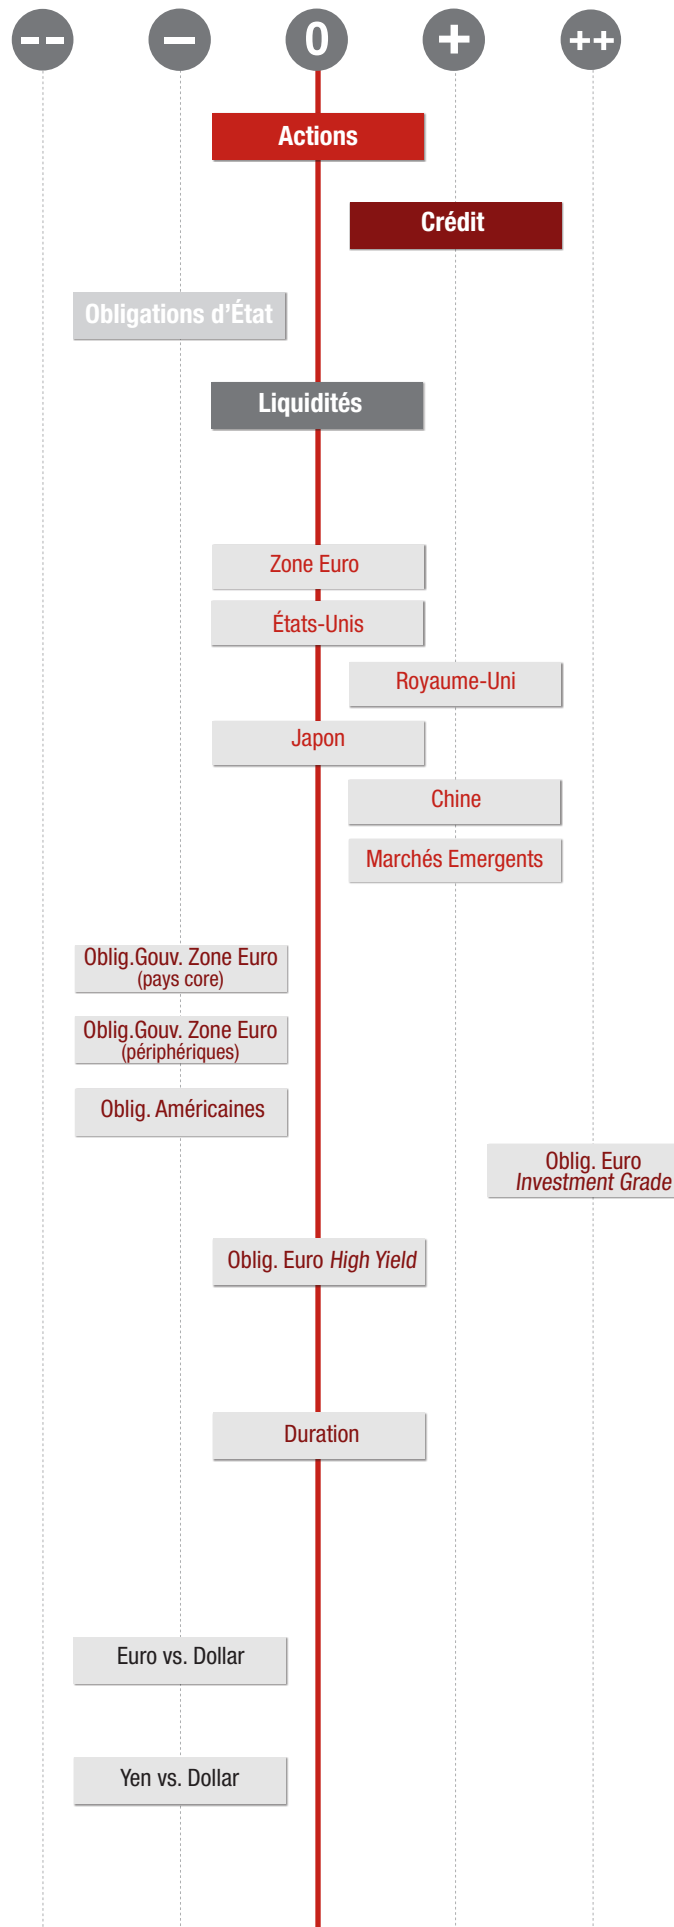 -- - 0 + ++
Actions
Crédit
Obligations d'État
Liquidités
Zone Euro
États-Unis
Royaume-Uni
Japon
Chine
Marchés Emergents
Oblig.Gouv. Zone Euro
(pays core)
Oblig.Gouv. Zone Euro
(périphériques)
Oblig. Américaines
Oblig. Euro
Investment Grade
Oblig. Euro High Yield
Duration
Euro vs. Dollar
Yen vs. Dollar